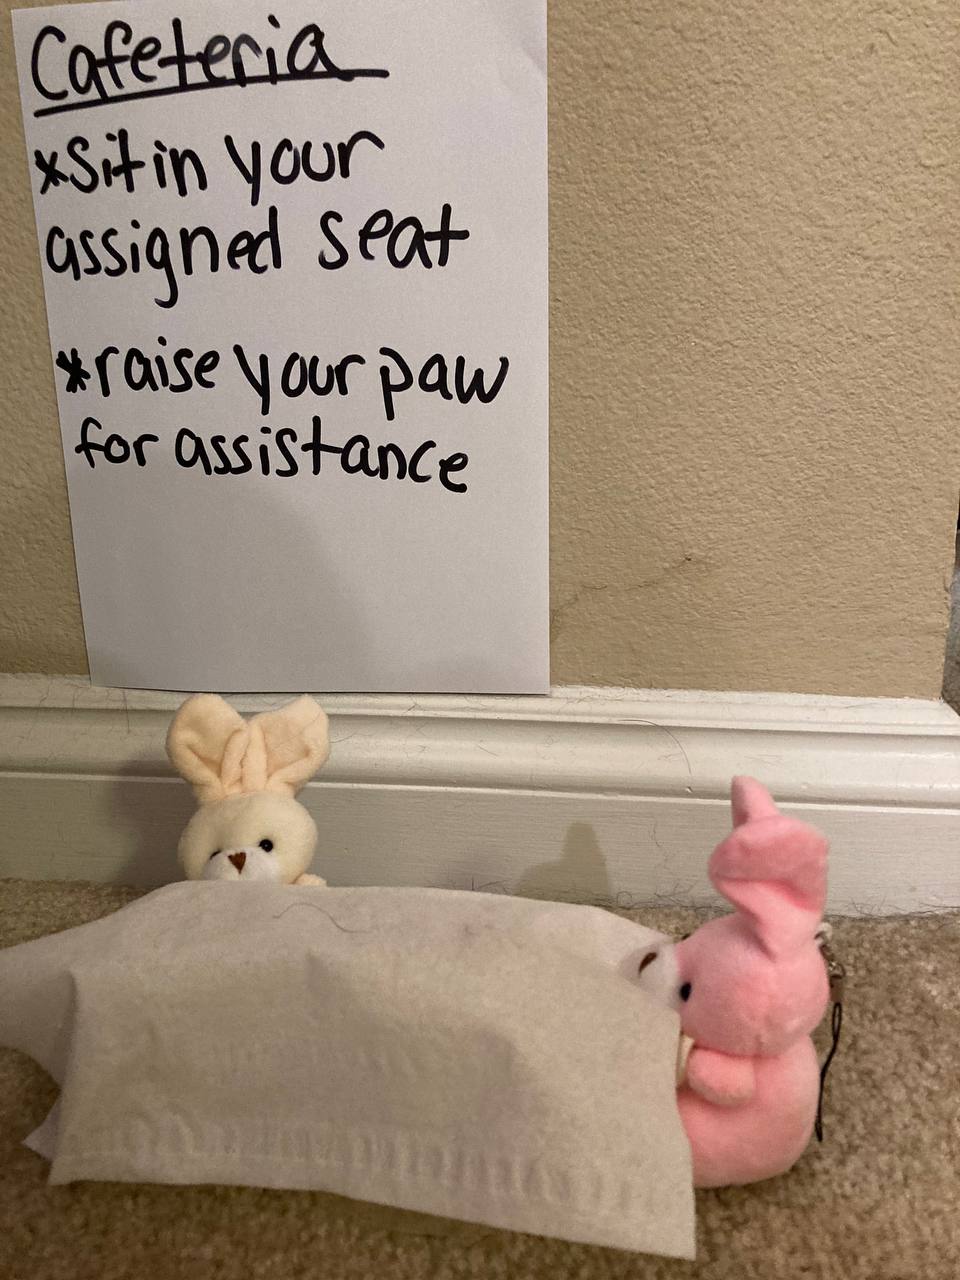 Cafeteria
*Sit in your
assigned seat
*raise your paw
for assistance